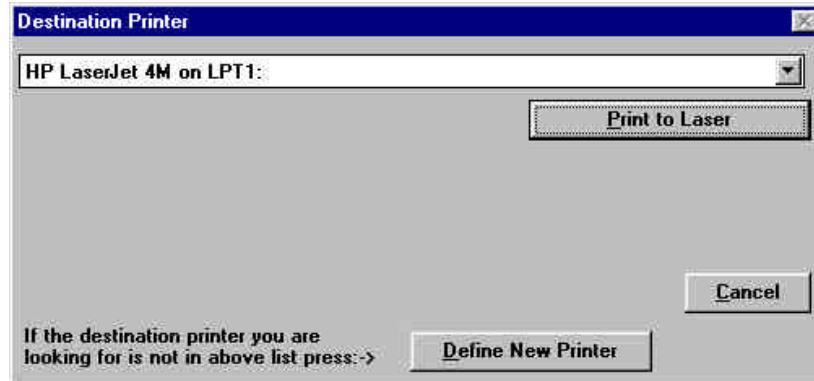 Destination Printer
HP LaserJet 4M on LPT1:
Print to Laser
Cancel
If the destination printer you are
looking for is not in above list press:->
Define New Printer